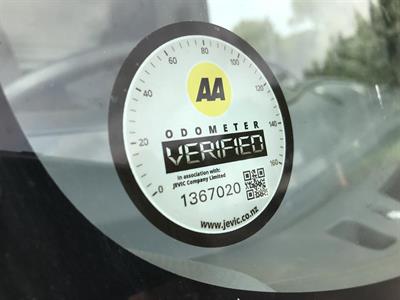 0
20
40
60
80
100
120
140
160
AA
ODOMETER
VERIFIED
In association with:
JEVIC Company Limited
1367020
www.jevic.co.nz